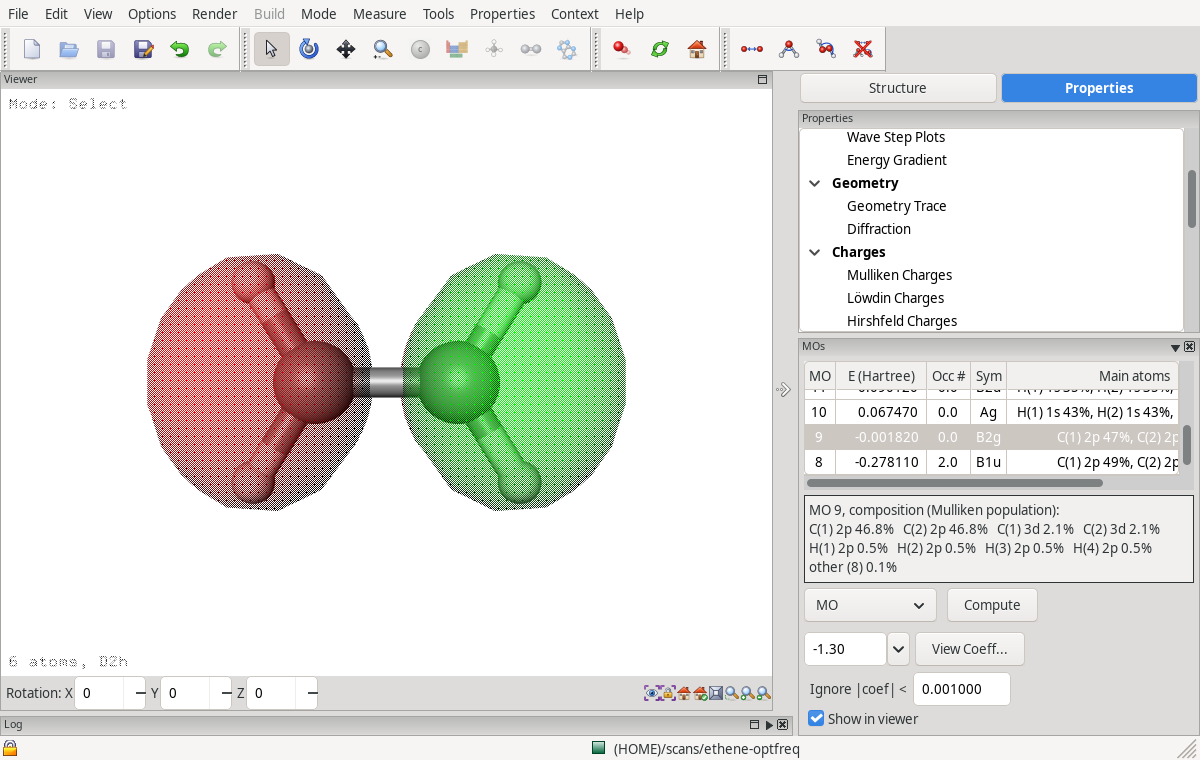 File Edit View Options Render Build Mode Measure Tools Properties Context Help
Viewer
Mode: Select
6 atoms, D2h
Rotation: X 0 Y 0 Z 0
Log
Structure Properties
Properties
Wave Step Plots
Energy Gradient
Geometry
Geometry Trace
Diffraction
Charges
Mulliken Charges
Löwdin Charges
Hirshfeld Charges
MOs
MO E (Hartree) Occ # Sym Main atoms
10 0.067470 0.0 Ag H(1) 1s 43%, H(2) 1s 43%,
9 -0.001820 0.0 B2g C(1) 2p 47%, C(2) 2p
8 -0.278110 2.0 B1u C(1) 2p 49%, C(2) 2p
MO 9, composition (Mulliken population):
C(1) 2p 46.8% C(2) 2p 46.8% C(1) 3d 2.1% C(2) 3d 2.1%
H(1) 2p 0.5% H(2) 2p 0.5% H(3) 2p 0.5% H(4) 2p 0.5%
other (8) 0.1%
MO Compute
-1.30 View Coeff...
Ignore |coef| < 0.001000
Show in viewer
(HOME)/scans/ethene-optfreq